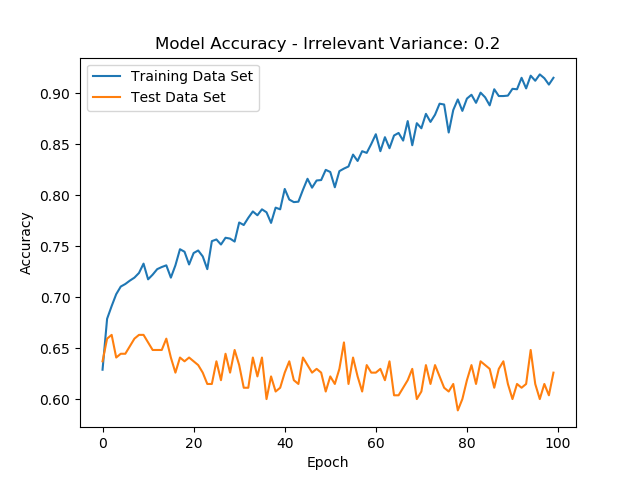 Model Accuracy - Irrelevant Variance: 0.2
Training Data Set
Test Data Set
Accuracy
0.90
0.85
0.80
0.75
0.70
0.65
0.60
0 20 40 60 80 100
Epoch